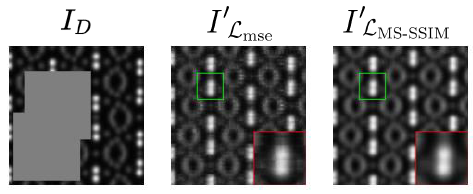 I_D
I'_{\mathcal{L}_{\text{mse}}}
I'_{\mathcal{L}_{\text{MS-SSIM}}}